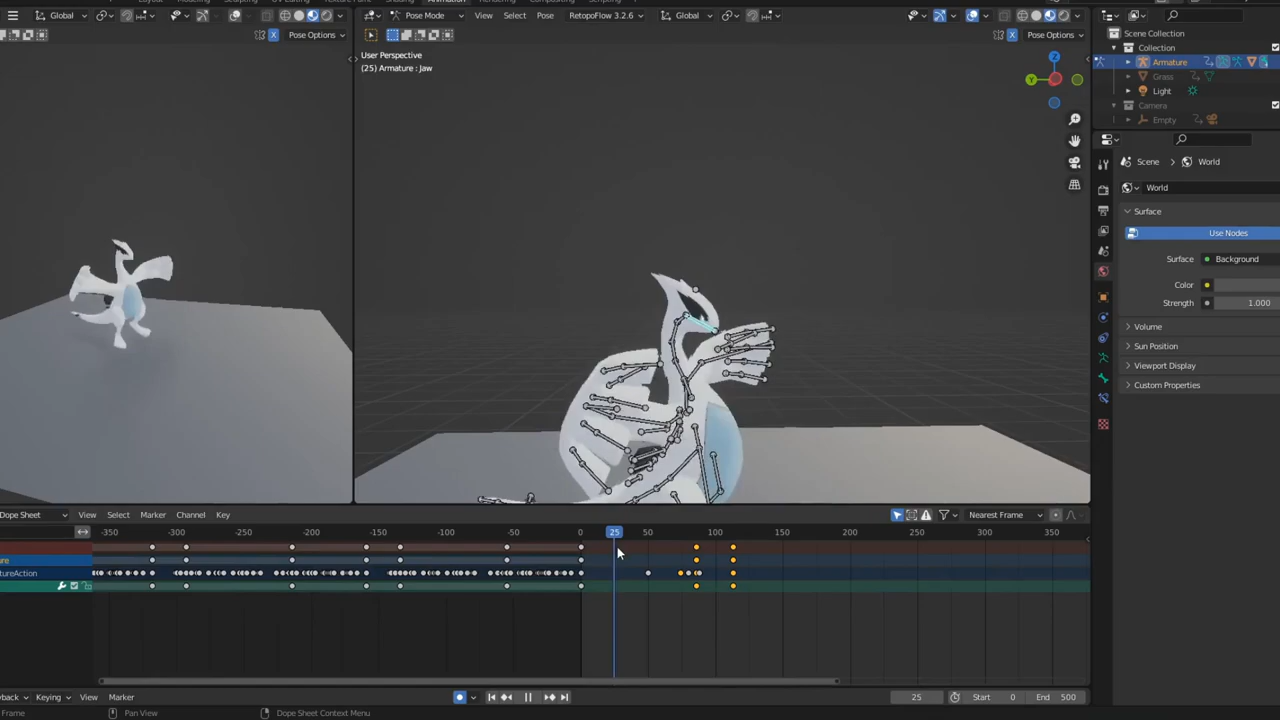 Global
Pose Options
Pose Mode
View
Select
Pose
RetopoFlow 3.2.6
Global
Pose Options
User Perspective
(25) Armature : Jaw
Z
Y
Scene Collection
Collection
Armature
Grass
Light
Camera
Empty
Scene
World
World
Surface
Use Nodes
Surface
Background
Color
Strength
1.000
Volume
Sun Position
Viewport Display
Custom Properties
Dope Sheet
View
Select
Marker
Channel
Key
Nearest Frame
-350 -300 -250 -200 -150 -100 -50 0 25 50 100 150 200 250 300 350
Keying
View
Marker
25
Start 0
End 500
Frame
Pan View
Dope Sheet Context Menu